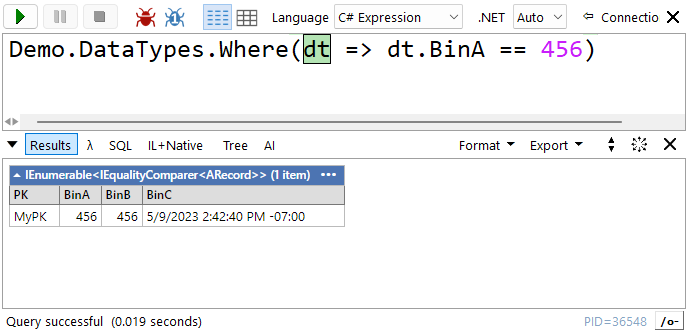 Language C# Expression .NET Auto Connectio
Demo.DataTypes.Where(dt => dt.BinA == 456)
Results λ SQL IL+Native Tree AI Format Export
IEnumerable<IEqualityComparer<ARecord>> (1 item)
PK BinA BinB BinC
MyPK 456 456 5/9/2023 2:42:40 PM -07:00
Query successful (0.019 seconds) PID=36548 /o-